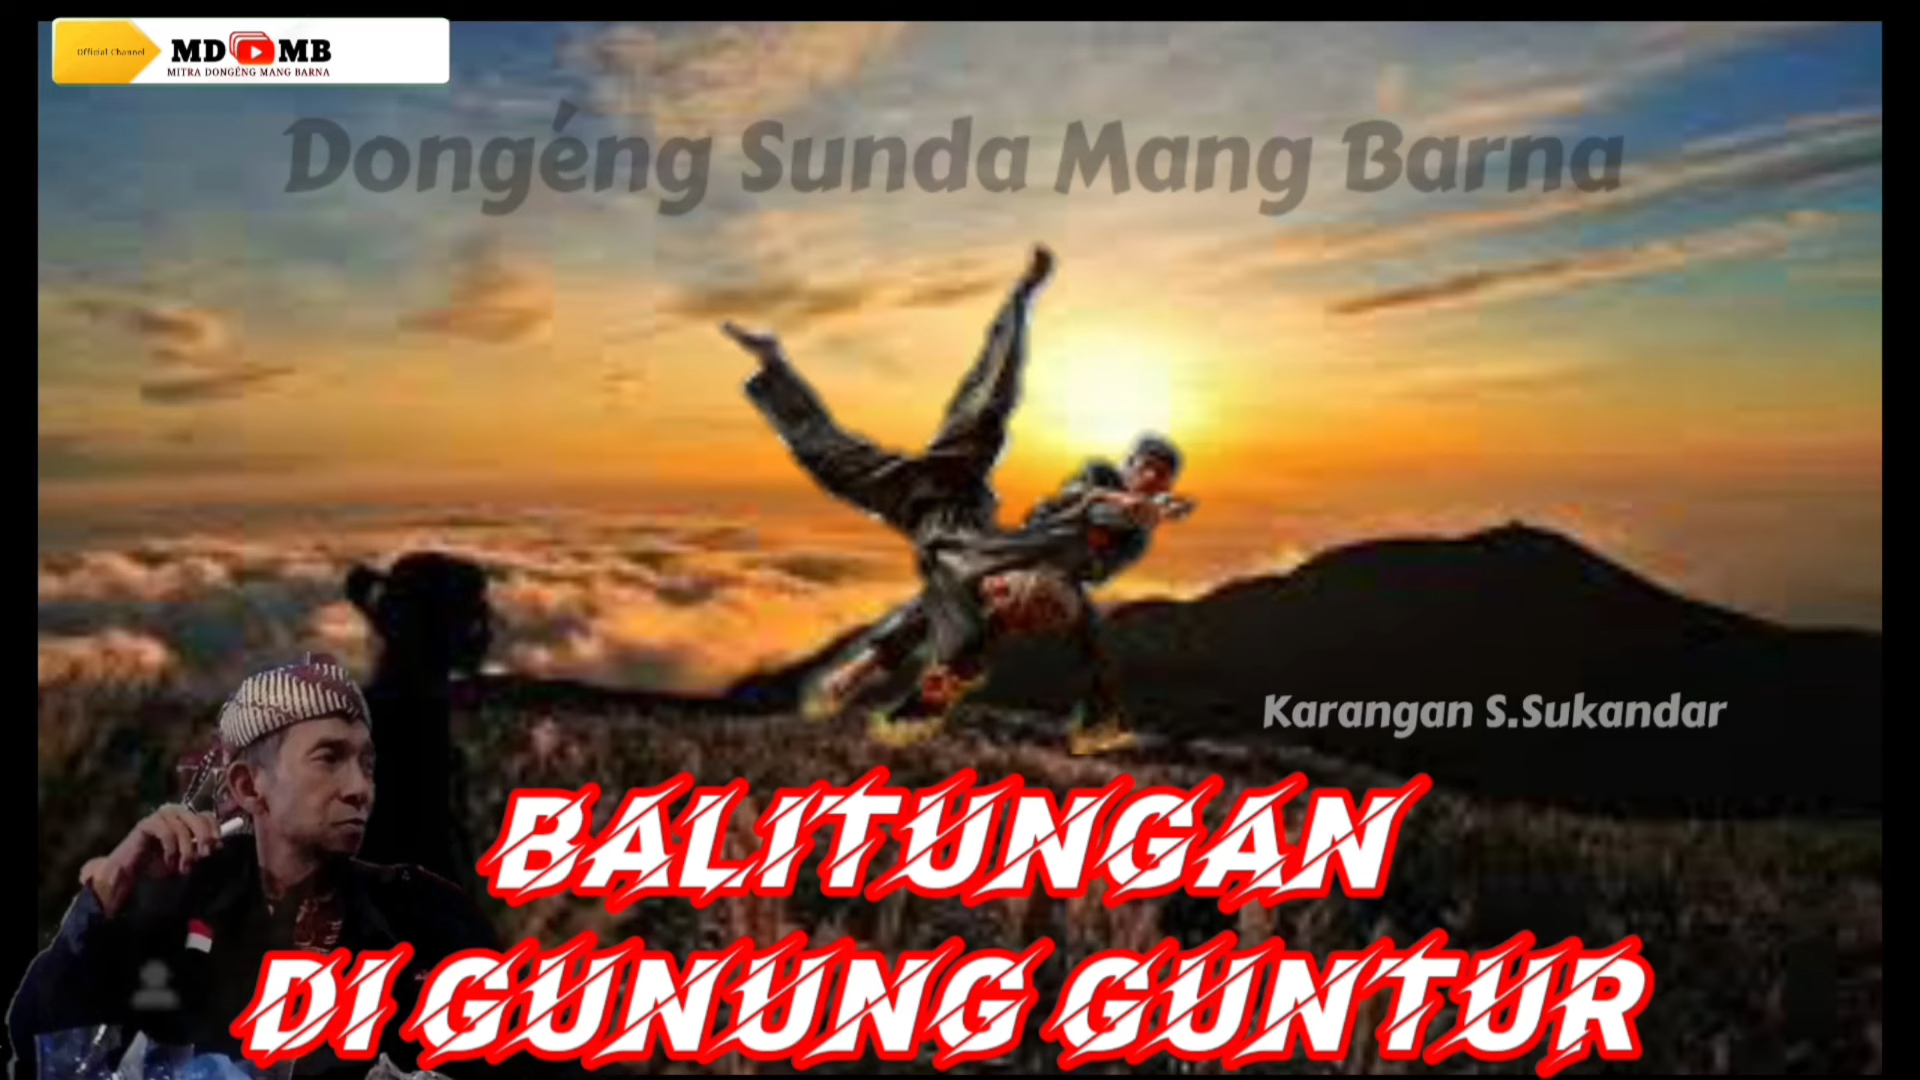 Official Channel
MD MB
MITRA DONGÉNG MANG BARNA
Dongéng Sunda Mang Barna
Karangan S.Sukandar
BALITUNGAN
DI GUNUNG GUNTUR